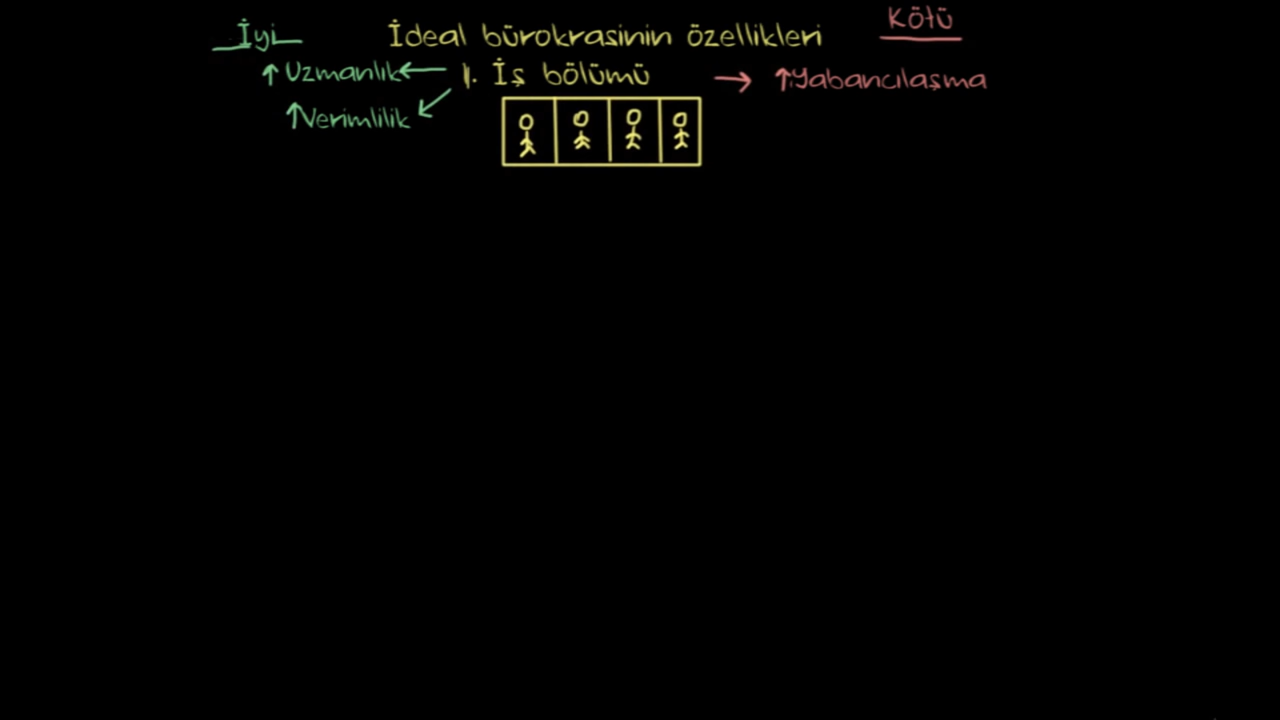 İyi İdeal bürokrasinin özellikleri Kötü
↑Uzmanlık ← 1. İş bölümü → ↑Yabancılaşma
↑Verimlilik